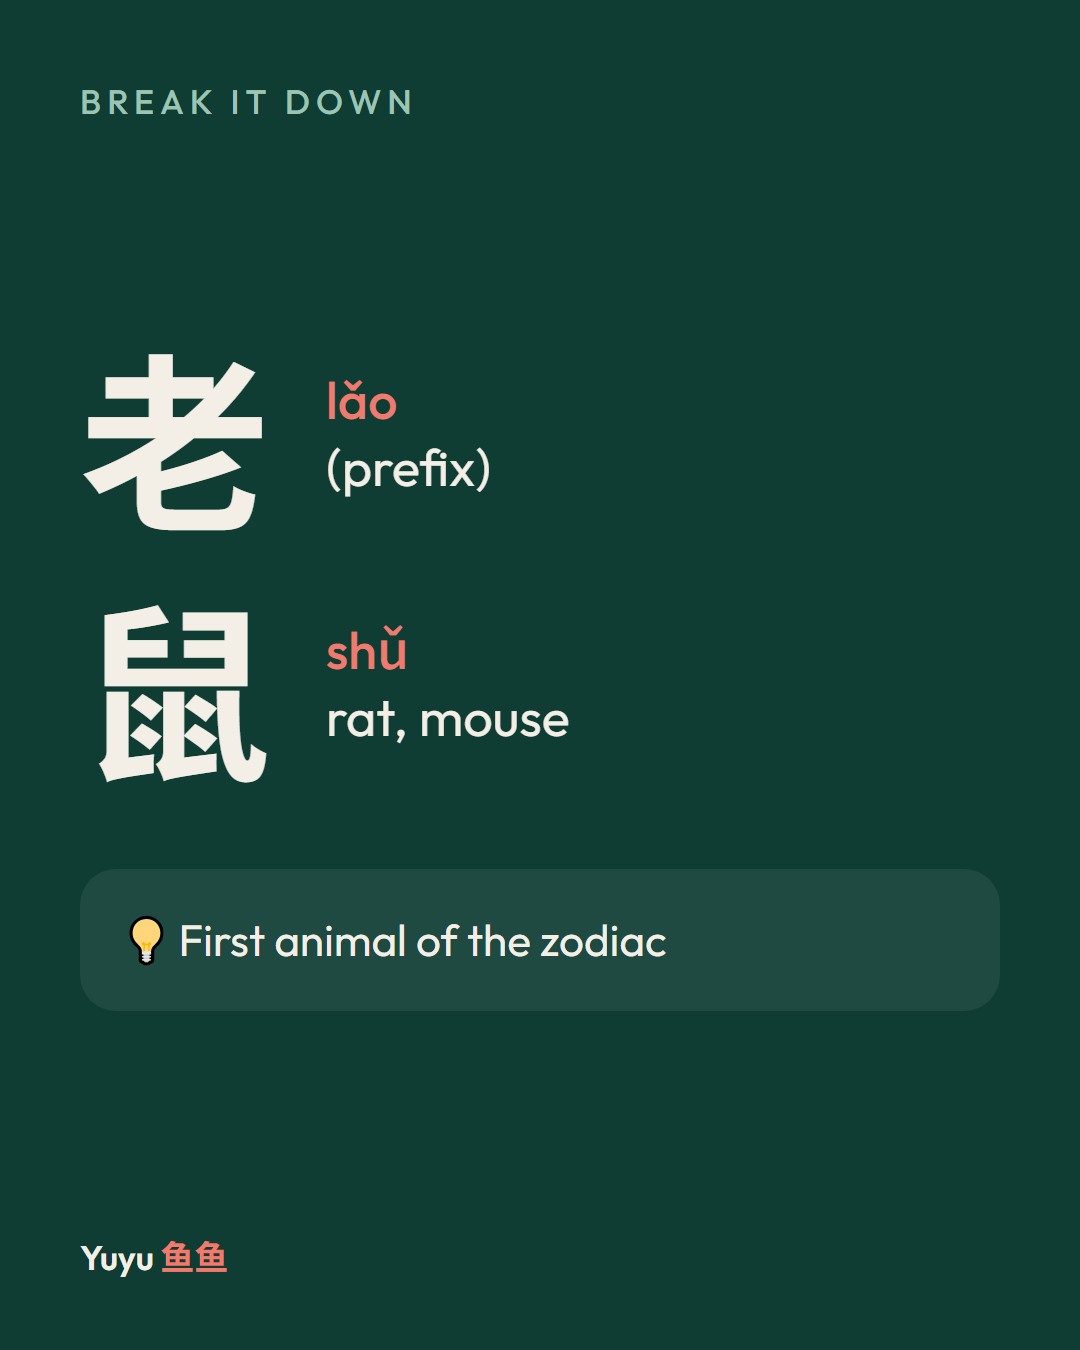 BREAK IT DOWN
老
lǎo
(prefix)
鼠
shǔ
rat, mouse
💡 First animal of the zodiac
Yuyu 鱼鱼